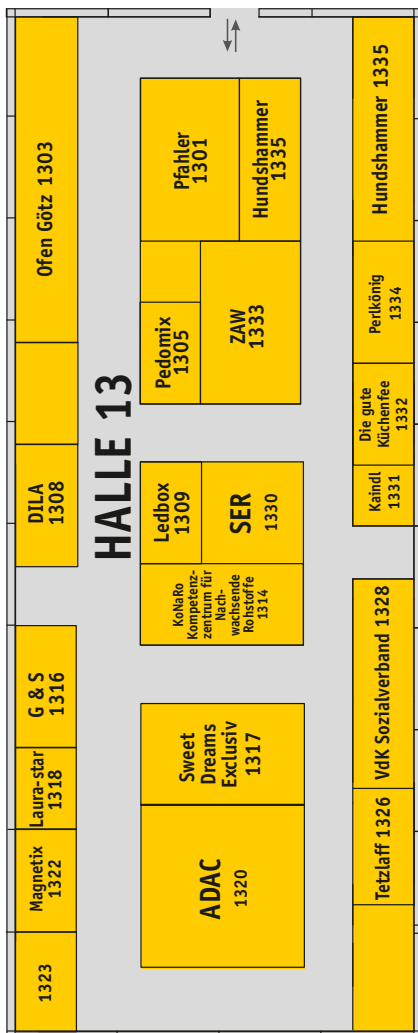 HALLE 13
Ofen Götz 1303
DILA
1308
G & S
1316
Laura-star
1318
Magnetix
1322
1323
Pfahler
1301
Hundshammer
1335
Pedomix
1305
ZAW
1333
Ledbox
1309
SER
1330
KoNaRo
Kompetenz-
zentrum für
Nach-
wachsende
Rohstoffe
1314
Sweet
Dreams
Exclusiv
1317
ADAC
1320
Hundshammer 1335
Perlkönig
1334
Die gute
Küchenfee
1332
Kaindl
1331
VdK Sozialverband 1328
Tetzlaff 1326